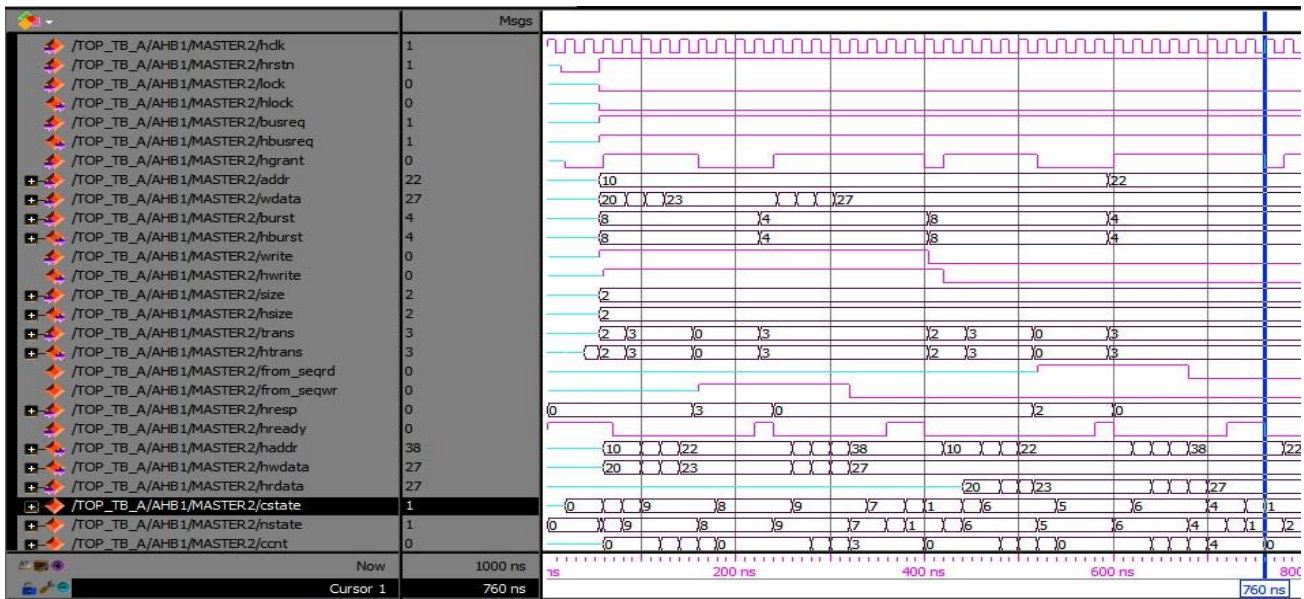 Msgs
/TOP_TB_A/AHB1/MASTER2/hclk 1
/TOP_TB_A/AHB1/MASTER2/hrstn 1
/TOP_TB_A/AHB1/MASTER2/lock 0
/TOP_TB_A/AHB1/MASTER2/hlock 0
/TOP_TB_A/AHB1/MASTER2/busreq 1
/TOP_TB_A/AHB1/MASTER2/hbusreq 1
/TOP_TB_A/AHB1/MASTER2/hgrant 0
/TOP_TB_A/AHB1/MASTER2/addr 22 10 22
/TOP_TB_A/AHB1/MASTER2/wdata 27 20 23 27
/TOP_TB_A/AHB1/MASTER2/burst 4 8 4 8 4
/TOP_TB_A/AHB1/MASTER2/hburst 4 8 4 8 4
/TOP_TB_A/AHB1/MASTER2/write 0
/TOP_TB_A/AHB1/MASTER2/hwrite 0
/TOP_TB_A/AHB1/MASTER2/size 2 2
/TOP_TB_A/AHB1/MASTER2/hsize 2 2
/TOP_TB_A/AHB1/MASTER2/trans 3 2 3 0 3 2 3 0 3
/TOP_TB_A/AHB1/MASTER2/htrans 3 2 3 0 3 2 3 0 3
/TOP_TB_A/AHB1/MASTER2/from_seqrd 0
/TOP_TB_A/AHB1/MASTER2/from_seqwr 0
/TOP_TB_A/AHB1/MASTER2/hresp 0 0 3 0 2 0
/TOP_TB_A/AHB1/MASTER2/hready 0
/TOP_TB_A/AHB1/MASTER2/haddr 38 10 22 38 10 22 38 22
/TOP_TB_A/AHB1/MASTER2/hwdata 27 20 23 27
/TOP_TB_A/AHB1/MASTER2/hrdata 27 20 23 27
/TOP_TB_A/AHB1/MASTER2/cstate 1 0 9 8 9 7 1 6 5 6 4 1
/TOP_TB_A/AHB1/MASTER2/nstate 1 0 9 8 9 7 1 6 5 6 4 1 2
/TOP_TB_A/AHB1/MASTER2/ccnt 0 0 0 3 0 0 4 0
Now 1000 ns ns 200 ns 400 ns 600 ns 800
Cursor 1 760 ns 760 ns